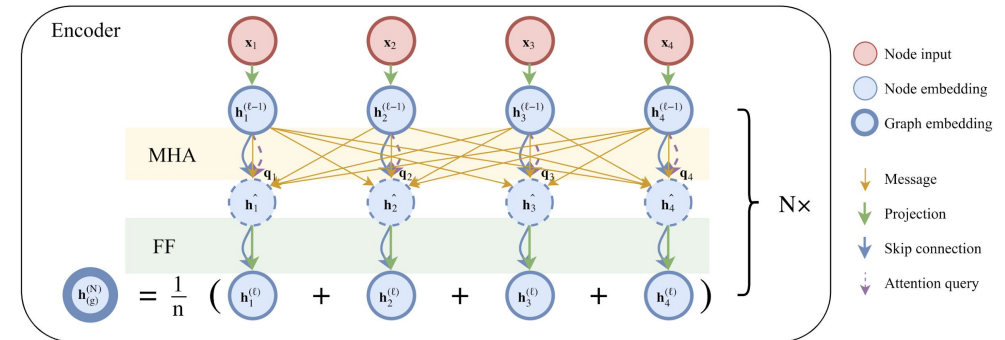 Encoder
x₁ x₂ x₃ x₄
h₁^(ℓ−1) h₂^(ℓ−1) h₃^(ℓ−1) h₄^(ℓ−1)
MHA
q₁ q₂ q₃ q₄
ĥ₁ ĥ₂ ĥ₃ ĥ₄
N×
FF
h_(g)^(N) = 1/n ( h₁^(ℓ) + h₂^(ℓ) + h₃^(ℓ) + h₄^(ℓ) )
Node input
Node embedding
Graph embedding
Message
Projection
Skip connection
Attention query